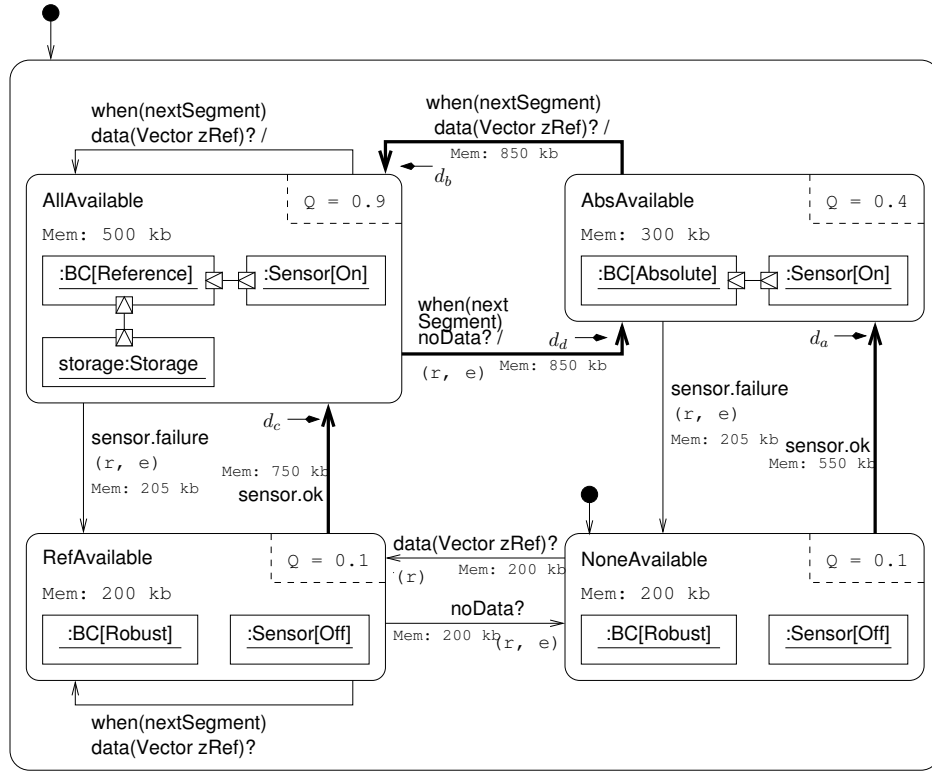 when(nextSegment)
data(Vector zRef)? /
when(nextSegment)
data(Vector zRef)? /
Mem: 850 kb
d_b
AllAvailable
Q = 0.9
Mem: 500 kb
:BC[Reference]
:Sensor[On]
storage:Storage
AbsAvailable
Q = 0.4
Mem: 300 kb
:BC[Absolute]
:Sensor[On]
when(next
Segment)
noData? /
d_d
(r, e)
Mem: 850 kb
d_a
d_c
sensor.failure
(r, e)
Mem: 205 kb
Mem: 750 kb
sensor.ok
sensor.failure
(r, e)
Mem: 205 kb
sensor.ok
Mem: 550 kb
RefAvailable
Q = 0.1
Mem: 200 kb
:BC[Robust]
:Sensor[Off]
data(Vector zRef)?
(r)
Mem: 200 kb
noData?
Mem: 200 kb
(r, e)
NoneAvailable
Q = 0.1
Mem: 200 kb
:BC[Robust]
:Sensor[Off]
when(nextSegment)
data(Vector zRef)?